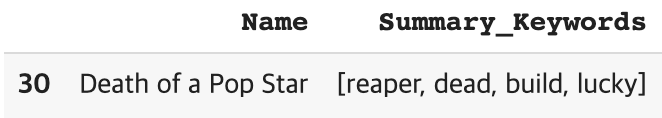 Name Summary_Keywords
30 Death of a Pop Star [reaper, dead, build, lucky]